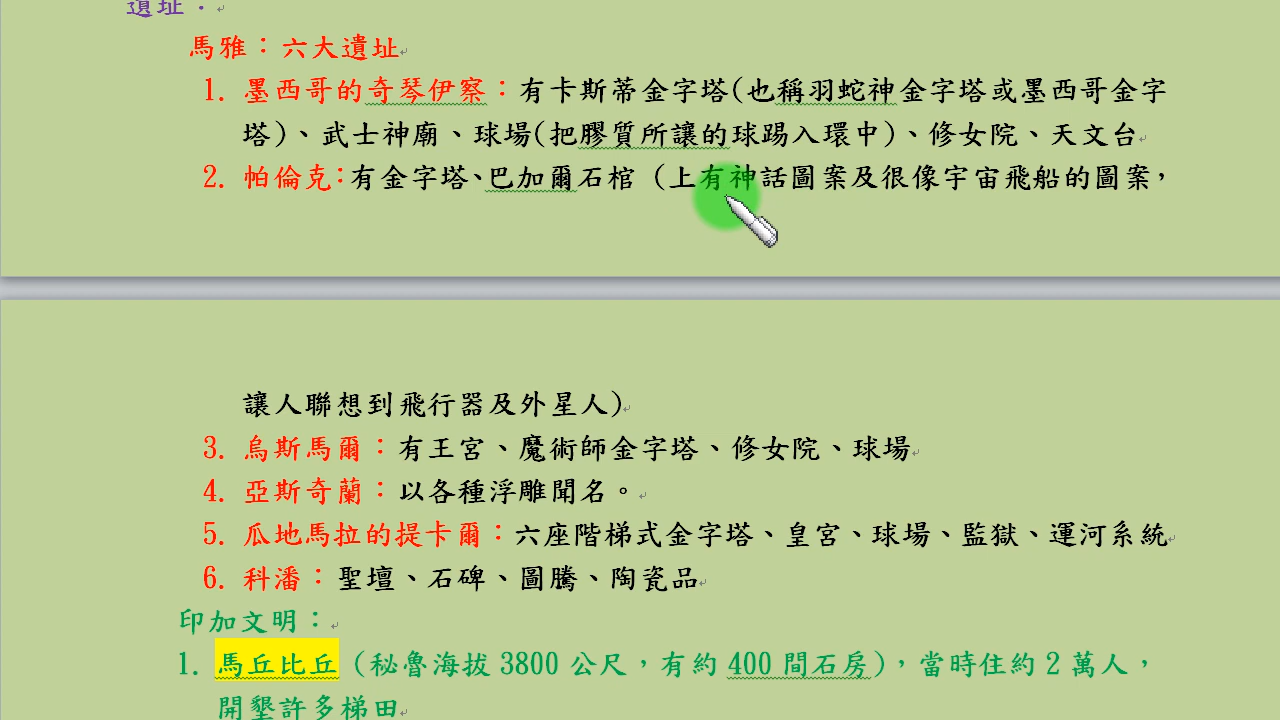 遺址：
馬雅：六大遺址
1. 墨西哥的奇琴伊察：有卡斯蒂金字塔(也稱羽蛇神金字塔或墨西哥金字
塔)、武士神廟、球場(把膠質所讓的球踢入環中)、修女院、天文台
2. 帕倫克:有金字塔、巴加爾石棺（上有神話圖案及很像宇宙飛船的圖案，
讓人聯想到飛行器及外星人)
3. 烏斯馬爾：有王宮、魔術師金字塔、修女院、球場
4. 亞斯奇蘭：以各種浮雕聞名。
5. 瓜地馬拉的提卡爾：六座階梯式金字塔、皇宮、球場、監獄、運河系統
6. 科潘：聖壇、石碑、圖騰、陶瓷品
印加文明：
1. 馬丘比丘（秘魯海拔 3800 公尺，有約 400 間石房)，當時住約 2 萬人，
開墾許多梯田